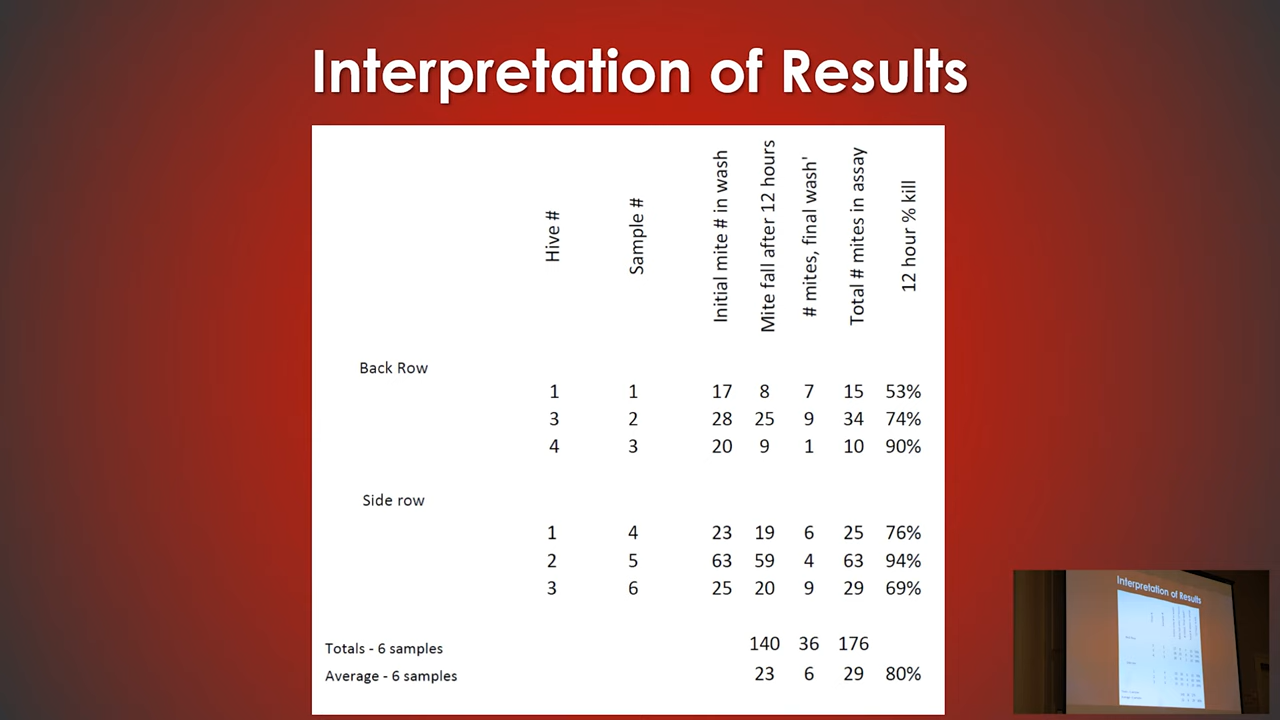 Interpretation of Results
Hive #
Sample #
Initial mite # in wash
Mite fall after 12 hours
# mites, final wash'
Total # mites in assay
12 hour % kill
Back Row
1 1 17 8 7 15 53%
3 2 28 25 9 34 74%
4 3 20 9 1 10 90%
Side row
1 4 23 19 6 25 76%
2 5 63 59 4 63 94%
3 6 25 20 9 29 69%
Totals - 6 samples 140 36 176
Average - 6 samples 23 6 29 80%
Interpretation of Results